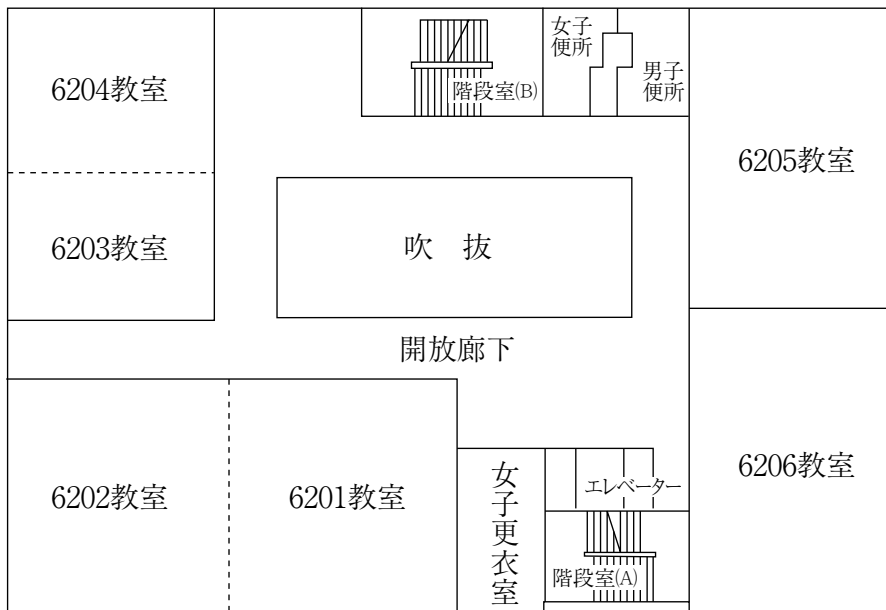 女子
便所
男子
便所
階段室(B)
6204教室
6205教室
6203教室
吹 抜
開放廊下
6202教室
6201教室
女子更衣室
エレベーター
6206教室
階段室(A)